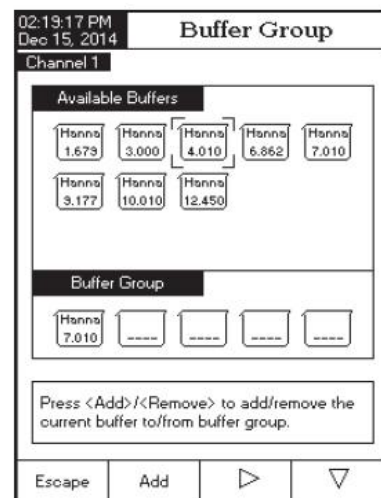 02:19:17 PM
Dec 15, 2014
Buffer Group
Channel 1
Available Buffers
Hanna Hanna Hanna Hanna Hanna
1.679 3.000 4.010 6.862 7.010
Hanna Hanna Hanna
9.177 10.010 12.450
Buffer Group
Hanna
7.010 ---- ---- ---- ----
Press <Add>/<Remove> to add/remove the
current buffer to/from buffer group.
Escape Add